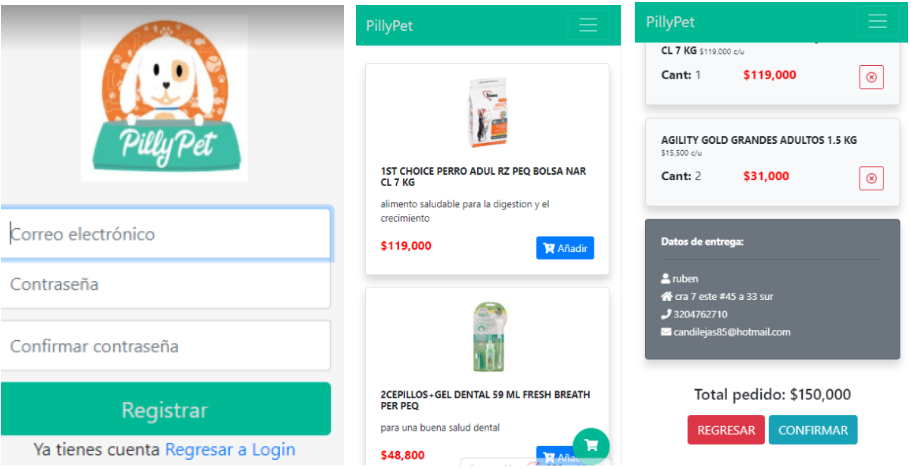 PillyPet
Correo electrónico
Contraseña
Confirmar contraseña
Registrar
Ya tienes cuenta Regresar a Login
PillyPet
1ST CHOICE PERRO ADUL RZ PEQ BOLSA NAR
CL 7 KG
alimento saludable para la digestion y el
crecimiento
$119,000
Añadir
2CEPILLOS+GEL DENTAL 59 ML FRESH BREATH
PER PEQ
para una buena salud dental
$48,800
PillyPet
CL 7 KG $119,000 c/u
Cant: 1 $119,000
AGILITY GOLD GRANDES ADULTOS 1.5 KG
$15,500 c/u
Cant: 2 $31,000
Datos de entrega:
ruben
cra 7 este #45 a 33 sur
3204762710
candilejas85@hotmail.com
Total pedido: $150,000
REGRESAR CONFIRMAR